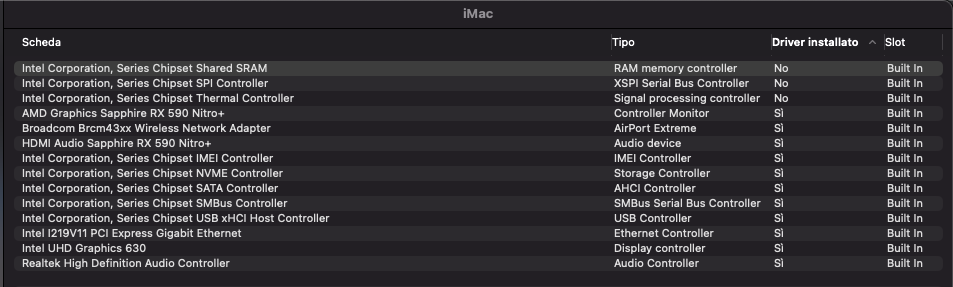 iMac
Scheda Tipo Driver installato Slot
Intel Corporation, Series Chipset Shared SRAM RAM memory controller No Built In
Intel Corporation, Series Chipset SPI Controller XSPI Serial Bus Controller No Built In
Intel Corporation, Series Chipset Thermal Controller Signal processing controller No Built In
AMD Graphics Sapphire RX 590 Nitro+ Controller Monitor Sì Built In
Broadcom Brcm43xx Wireless Network Adapter AirPort Extreme Sì Built In
HDMI Audio Sapphire RX 590 Nitro+ Audio device Sì Built In
Intel Corporation, Series Chipset IMEI Controller IMEI Controller Sì Built In
Intel Corporation, Series Chipset NVME Controller Storage Controller Sì Built In
Intel Corporation, Series Chipset SATA Controller AHCI Controller Sì Built In
Intel Corporation, Series Chipset SMBus Controller SMBus Serial Bus Controller Sì Built In
Intel Corporation, Series Chipset USB xHCI Host Controller USB Controller Sì Built In
Intel I219V11 PCI Express Gigabit Ethernet Ethernet Controller Sì Built In
Intel UHD Graphics 630 Display controller Sì Built In
Realtek High Definition Audio Controller Audio Controller Sì Built In